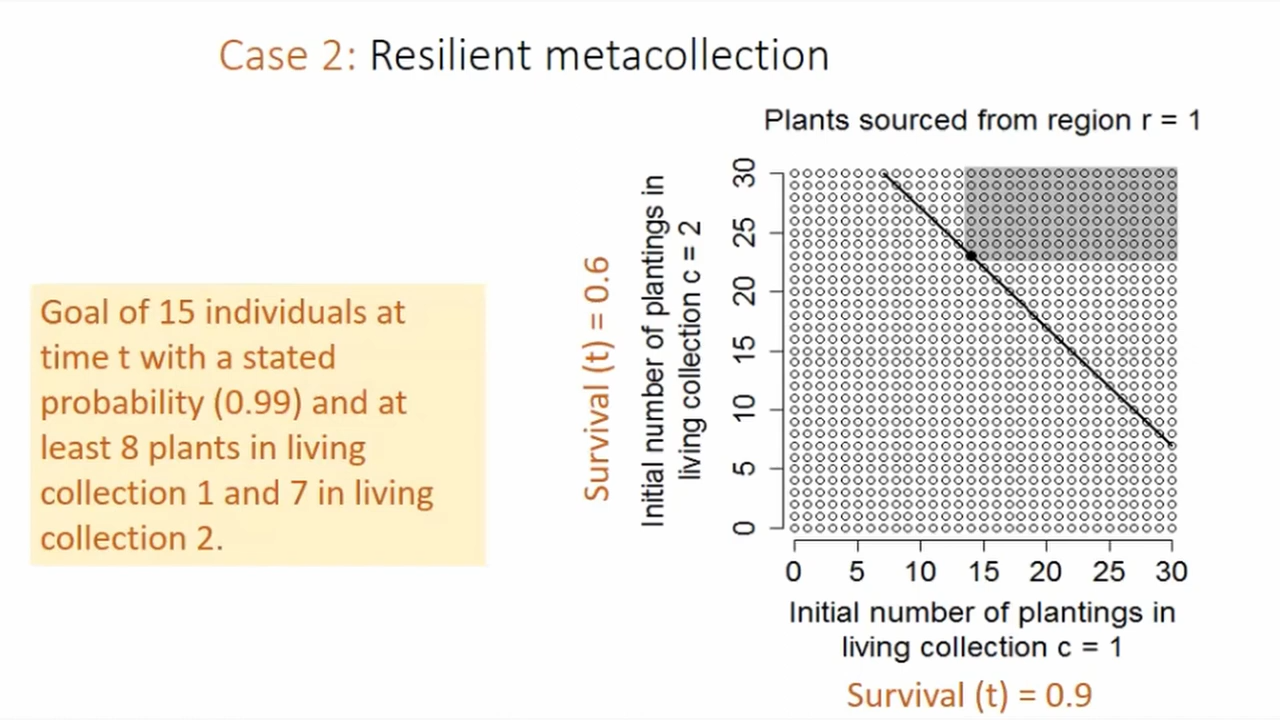 Case 2: Resilient metacollection
Goal of 15 individuals at
time t with a stated
probability (0.99) and at
least 8 plants in living
collection 1 and 7 in living
collection 2.
Plants sourced from region r = 1
Survival (t) = 0.6
Initial number of plantings in
living collection c = 2
30
25
20
15
10
5
0
0 5 10 15 20 25 30
Initial number of plantings in
living collection c = 1
Survival (t) = 0.9